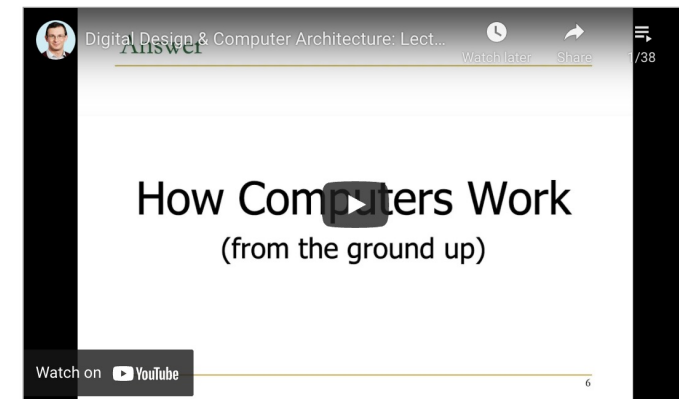 Digital Design & Computer Architecture: Lect...
Answer
Watch later
Share
1/38
How Computers Work
(from the ground up)
Watch on YouTube
6